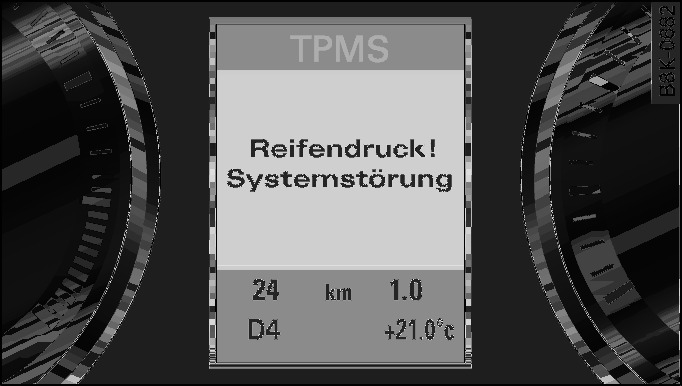 TPMS
Reifendruck!
Systemstörung
24 km 1.0
D4 +21.0°c
B8K-0682